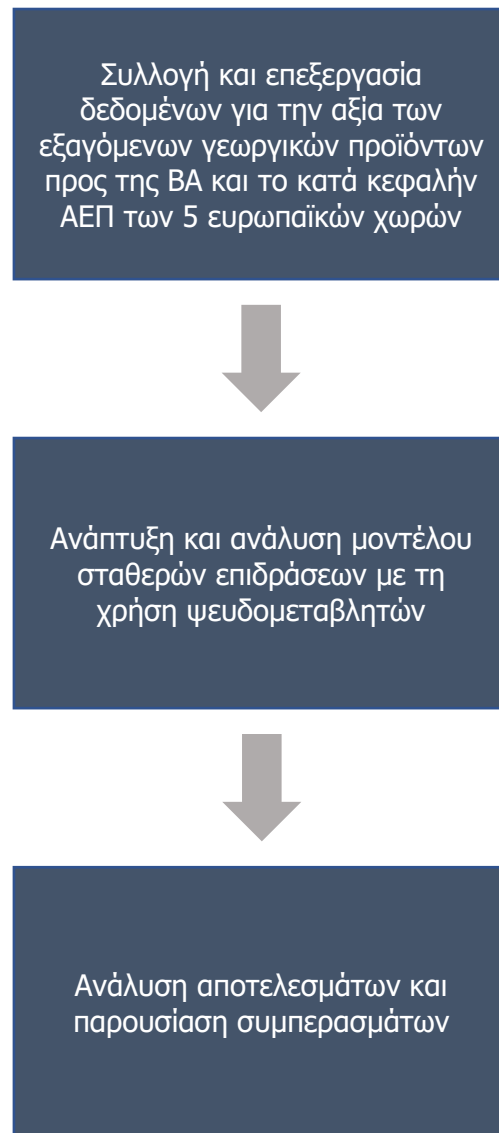 Συλλογή και επεξεργασία
δεδομένων για την αξία των
εξαγόμενων γεωργικών προϊόντων
προς της ΒΑ και το κατά κεφαλήν
ΑΕΠ των 5 ευρωπαϊκών χωρών
Ανάπτυξη και ανάλυση μοντέλου
σταθερών επιδράσεων με τη
χρήση ψευδομεταβλητών
Ανάλυση αποτελεσμάτων και
παρουσίαση συμπερασμάτων